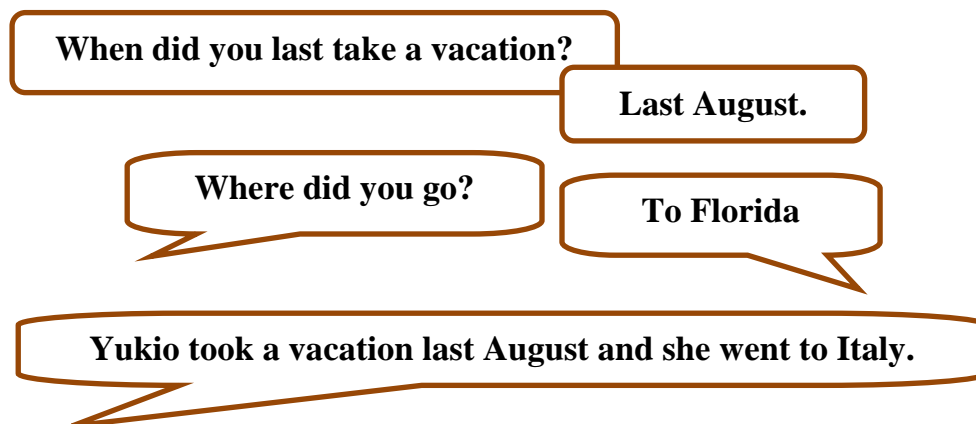 When did you last take a vacation?
Last August.
Where did you go?
To Florida
Yukio took a vacation last August and she went to Italy.